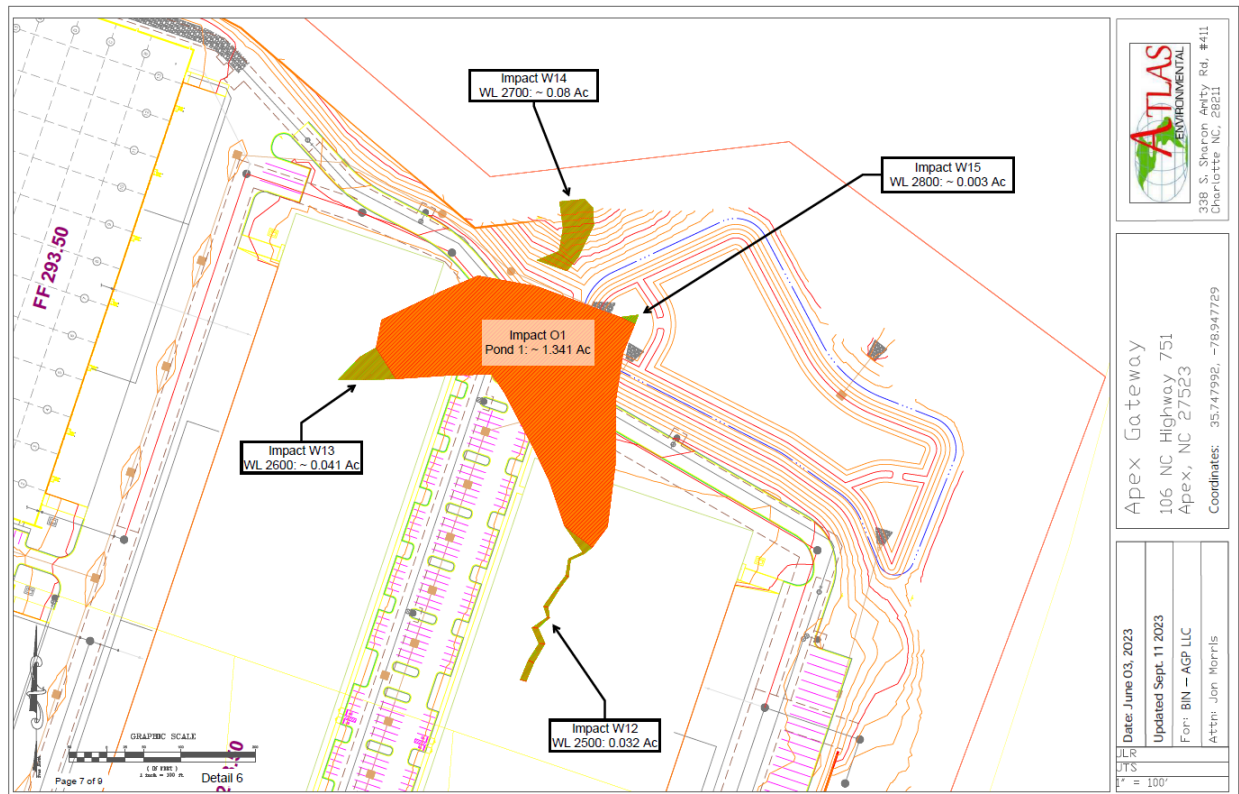 Impact W14
WL 2700: ~ 0.08 Ac
Impact W15
WL 2800: ~ 0.003 Ac
FF 293.50
Impact O1
Pond 1: ~ 1.341 Ac
Impact W13
WL 2600: ~ 0.041 Ac
Impact W12
WL 2500: 0.032 Ac
GRAPHIC SCALE
( IN FEET )
Page 7 of 9
Detail 6
ATLAS
ENVIRONMENTAL
338 S. Sharon Amity Rd, #411
Charlotte NC, 28211
Apex Gateway
106 NC Highway 751
Apex, NC 27523
Coordinates: 35.747992, -78.947729
Date: June 03, 2023
Updated Sept. 11 2023
For: BIN – AGP LLC
Attn: Jon Morris
JLR
JTS
1" = 100'